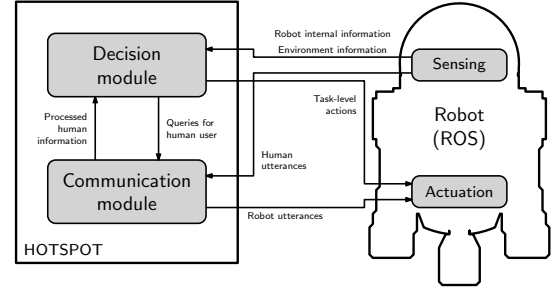 Robot internal information
Environment information
Decision
module
Sensing
Task-level
actions
Processed
human
information
Queries for
human user
Robot
(ROS)
Human
utterances
Communication
module
Actuation
Robot utterances
HOTSPOT